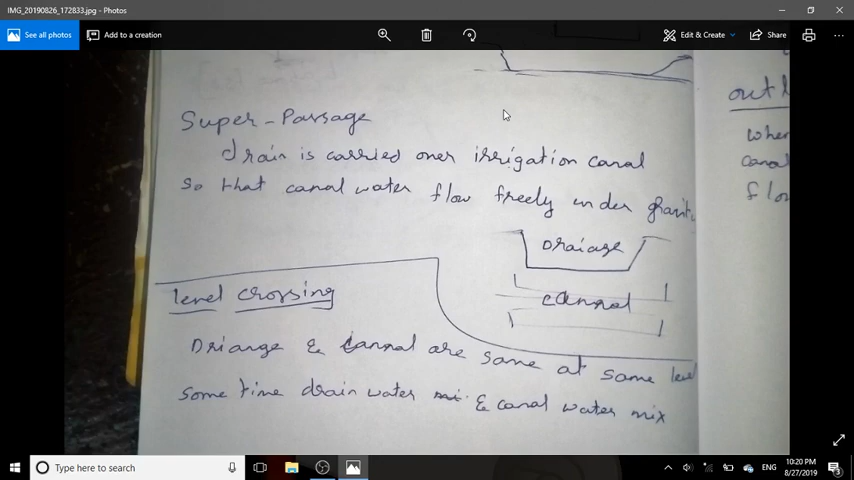 IMG_20190826_172833.jpg - Photos
See all photos
Add to a creation
Edit & Create
Share
Super-Passage
drain is carried over irrigation canal
so that canal water flow freely under gravity
Draiage
cannal
level crossing
Driange & cannal are same at same level
some time drain water & canal water mix
out
when
canal
flo
Type here to search
ENG
10:20 PM
8/27/2019
3